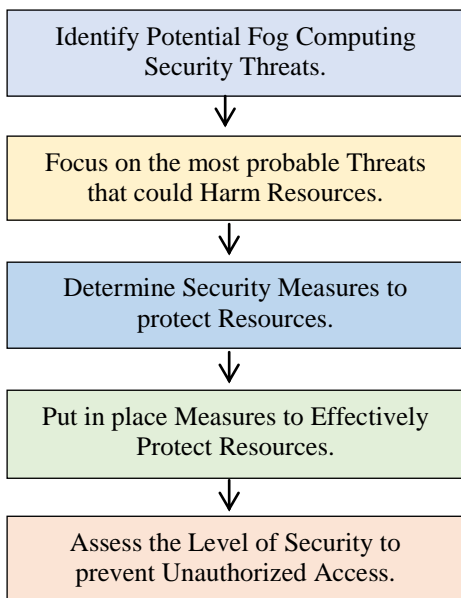 Identify Potential Fog Computing
Security Threats.
Focus on the most probable Threats
that could Harm Resources.
Determine Security Measures to
protect Resources.
Put in place Measures to Effectively
Protect Resources.
Assess the Level of Security to
prevent Unauthorized Access.